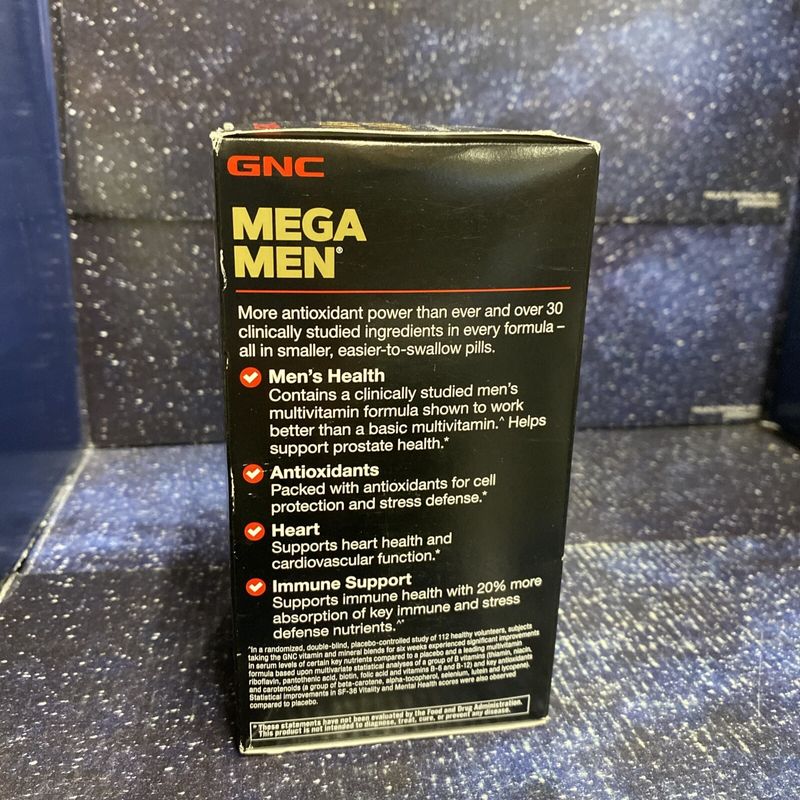 GNC
MEGA
MEN®
More antioxidant power than ever and over 30
clinically studied ingredients in every formula –
all in smaller, easier-to-swallow pills.
Men's Health
Contains a clinically studied men's
multivitamin formula shown to work
better than a basic multivitamin.^ Helps
support prostate health.*
Antioxidants
Packed with antioxidants for cell
protection and stress defense.*
Heart
Supports heart health and
cardiovascular function.*
Immune Support
Supports immune health with 20% more
absorption of key immune and stress
defense nutrients.^*
^In a randomized, double-blind, placebo-controlled study of 112 healthy volunteers, subjects
taking the GNC vitamin and mineral blends for six weeks experienced significant improvements
in serum levels of certain key nutrients compared to a placebo and a leading multivitamin
formula based upon multivariate statistical analyses of a group of B vitamins (thiamin, niacin,
riboflavin, pantothenic acid, biotin, folic acid and vitamins B-6 and B-12) and key antioxidants
and carotenoids (a group of beta-carotene, alpha-tocopherol, selenium, lutein and lycopene).
Statistical improvements in SF-36 Vitality and Mental Health scores were also observed
compared to placebo.
*These statements have not been evaluated by the Food and Drug Administration.
This product is not intended to diagnose, treat, cure, or prevent any disease.